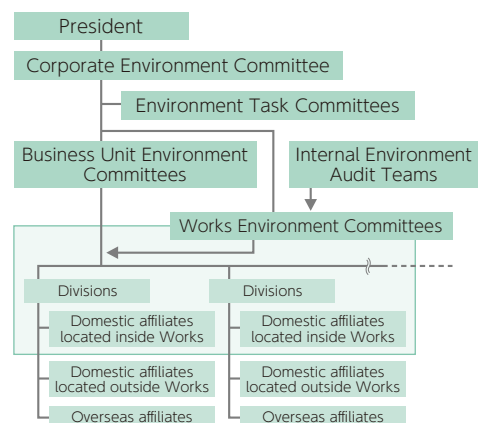 President
Corporate Environment Committee
Environment Task Committees
Business Unit Environment
Committees
Internal Environment
Audit Teams
Works Environment Committees
Divisions
Domestic affiliates
located inside Works
Domestic affiliates
located outside Works
Overseas affiliates
Divisions
Domestic affiliates
located inside Works
Domestic affiliates
located outside Works
Overseas affiliates